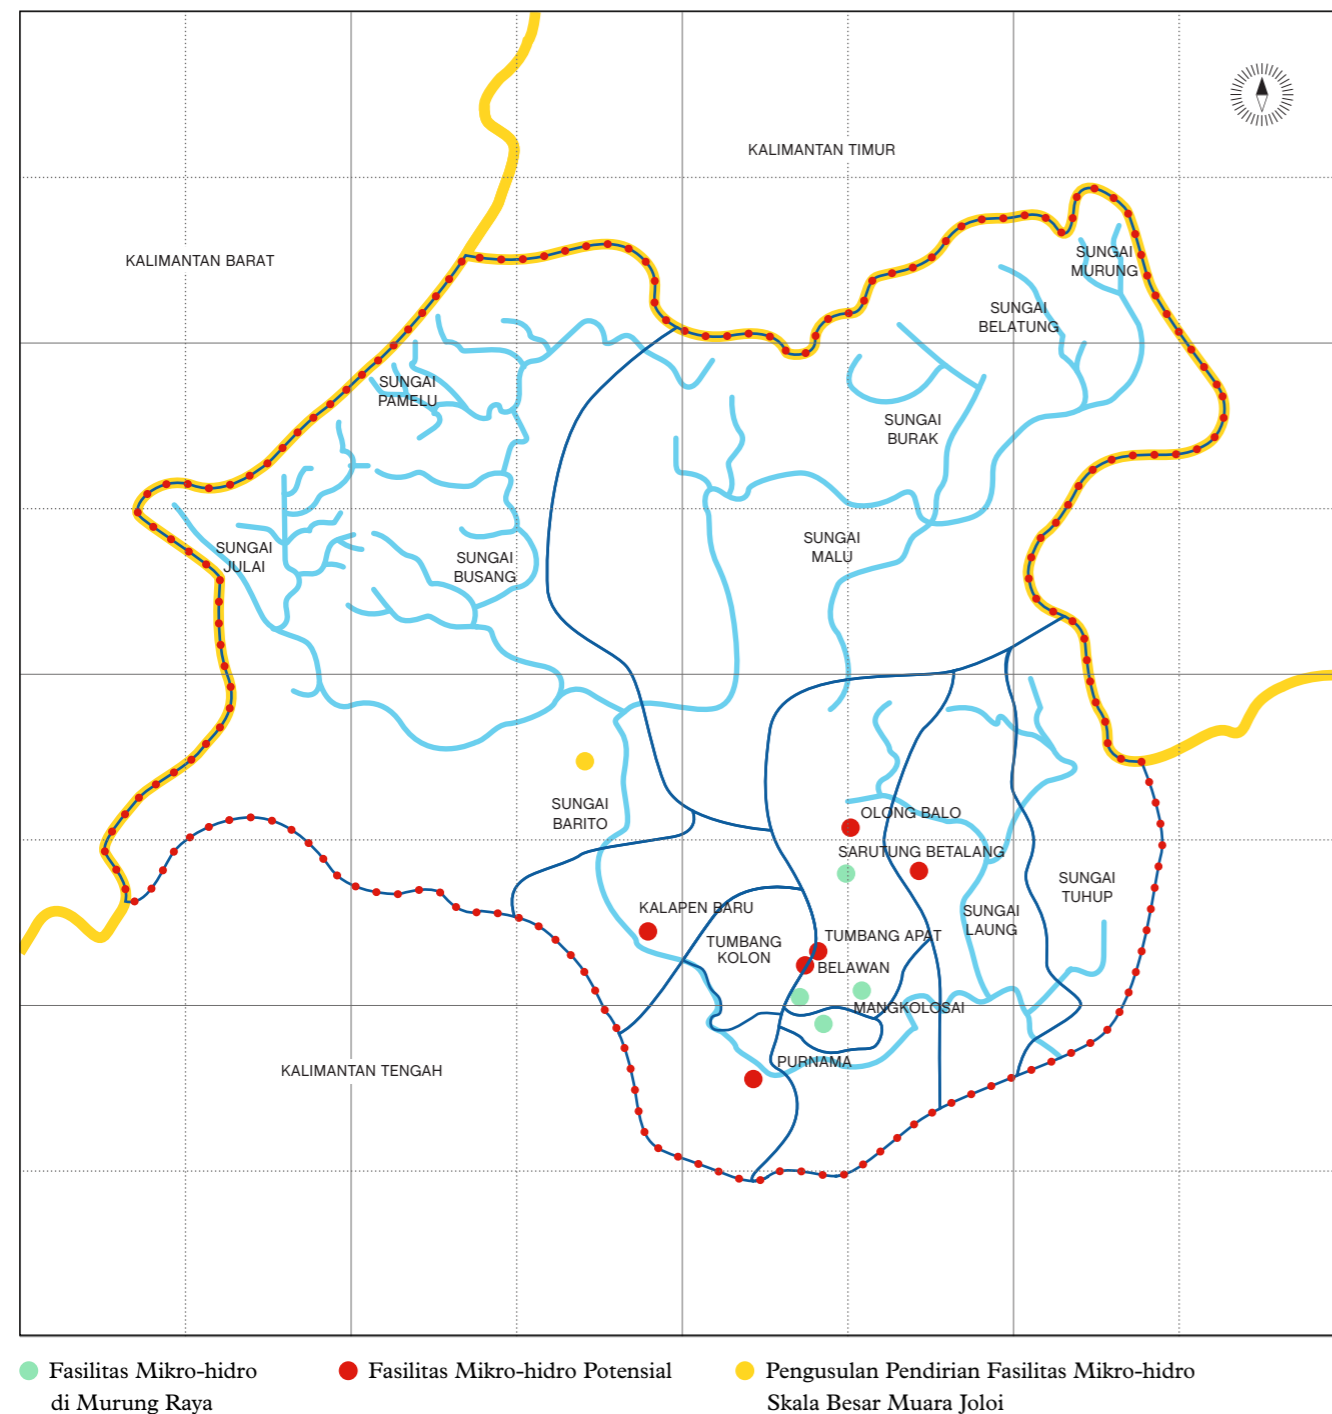 KALIMANTAN TIMUR
KALIMANTAN BARAT
SUNGAI
MURUNG
SUNGAI
BELATUNG
SUNGAI
PAMELU
SUNGAI
BURAK
SUNGAI
JULAI
SUNGAI
BUSANG
SUNGAI
MALU
SUNGAI
BARITO
OLONG BALO
SARUTUNG BETALANG
SUNGAI
TUHUP
KALAPEN BARU
SUNGAI
LAUNG
TUMBANG
KOLON
TUMBANG APAT
BELAWAN
MANGKOLOSAI
PURNAMA
KALIMANTAN TENGAH
Fasilitas Mikro-hidro
di Murung Raya
Fasilitas Mikro-hidro Potensial
Pengusulan Pendirian Fasilitas Mikro-hidro
Skala Besar Muara Joloi